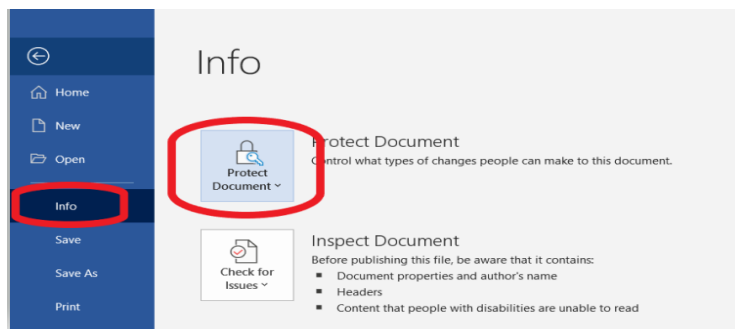 Home
New
Open
Info
Save
Save As
Print
Info
Protect
Document
Protect Document
Control what types of changes people can make to this document.
Check for
Issues
Inspect Document
Before publishing this file, be aware that it contains:
Document properties and author's name
Headers
Content that people with disabilities are unable to read